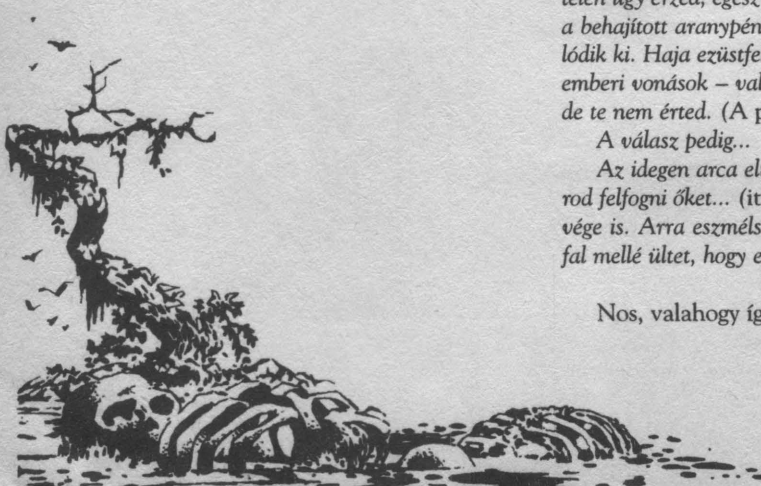 úgy érzed, egész
a behajított aranypén
lódik ki. Haja ezüstfe
emberi vonások – val
de te nem érted. (A p
A válasz pedig...
Az idegen arca el
rod felfogni őket... (it
vége is. Arra eszméls
fal mellé ültet, hogy e
Nos, valahogy íg